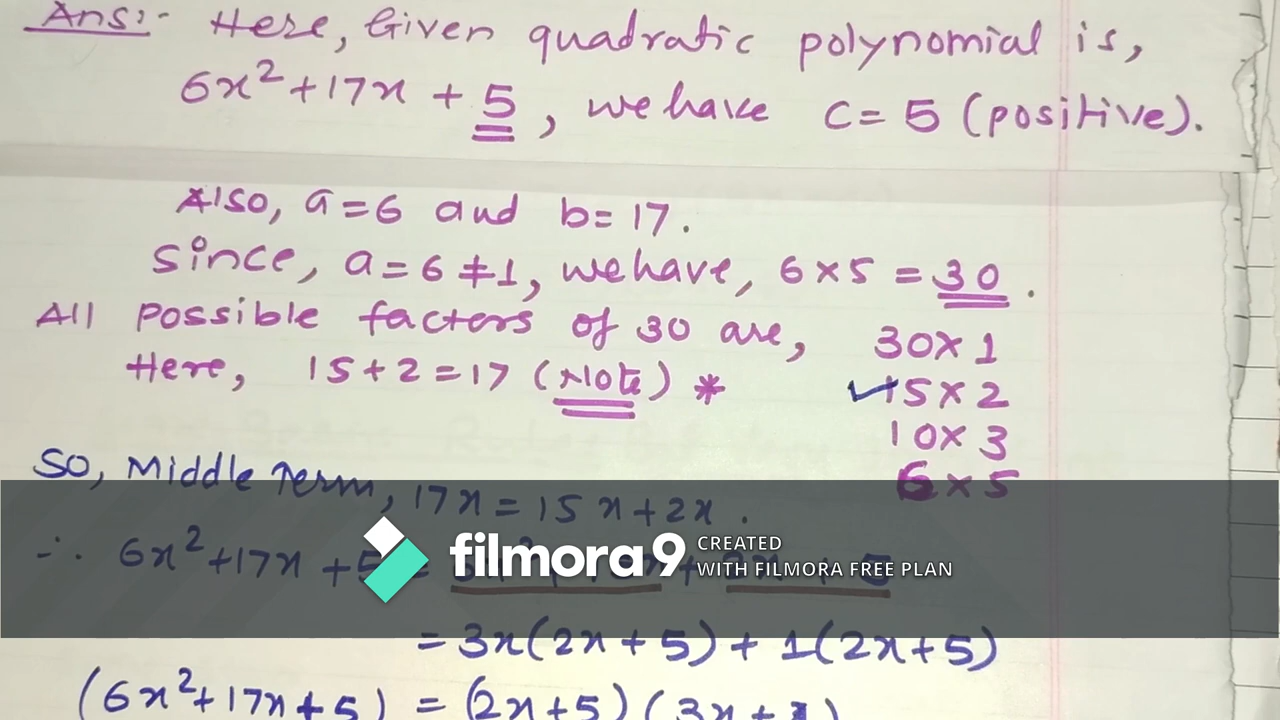 Ans:- Here, Given quadratic polynomial is,
6x² + 17x + 5, we have c = 5 (positive).
Also, a = 6 and b = 17.
Since, a = 6 ≠ 1, we have, 6 × 5 = 30.
All possible factors of 30 are, 30 × 1
Here, 15 + 2 = 17 (Note) * ✓15 × 2
10 × 3
6 × 5
So, Middle Term, 17x = 15x + 2x.
∴ 6x² + 17x + 5 =
filmora9 CREATED
WITH FILMORA FREE PLAN
= 3x(2x + 5) + 1(2x + 5)
(6x² + 17x + 5) = (2x + 5) (3x + 1)